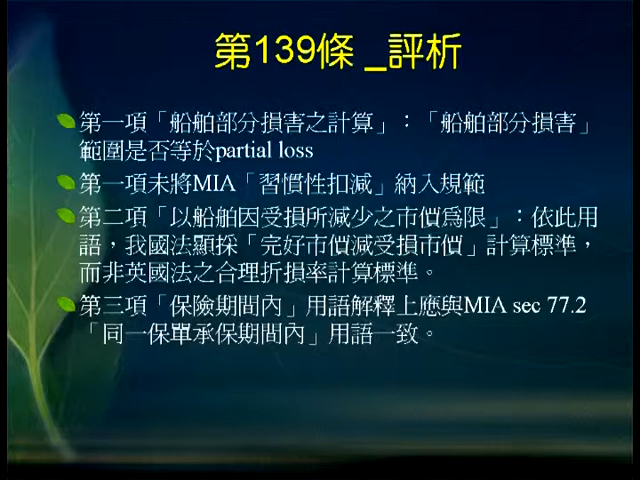 第139條 _評析
第一項「船舶部分損害之計算」：「船舶部分損害」
範圍是否等於partial loss
第一項未將MIA「習慣性扣減」納入規範
第二項「以船舶因受損所減少之市價為限」：依此用
語，我國法顯採「完好市價減受損市價」計算標準，
而非英國法之合理折損率計算標準。
第三項「保險期間內」用語解釋上應與MIA sec 77.2
「同一保單承保期間內」用語一致。